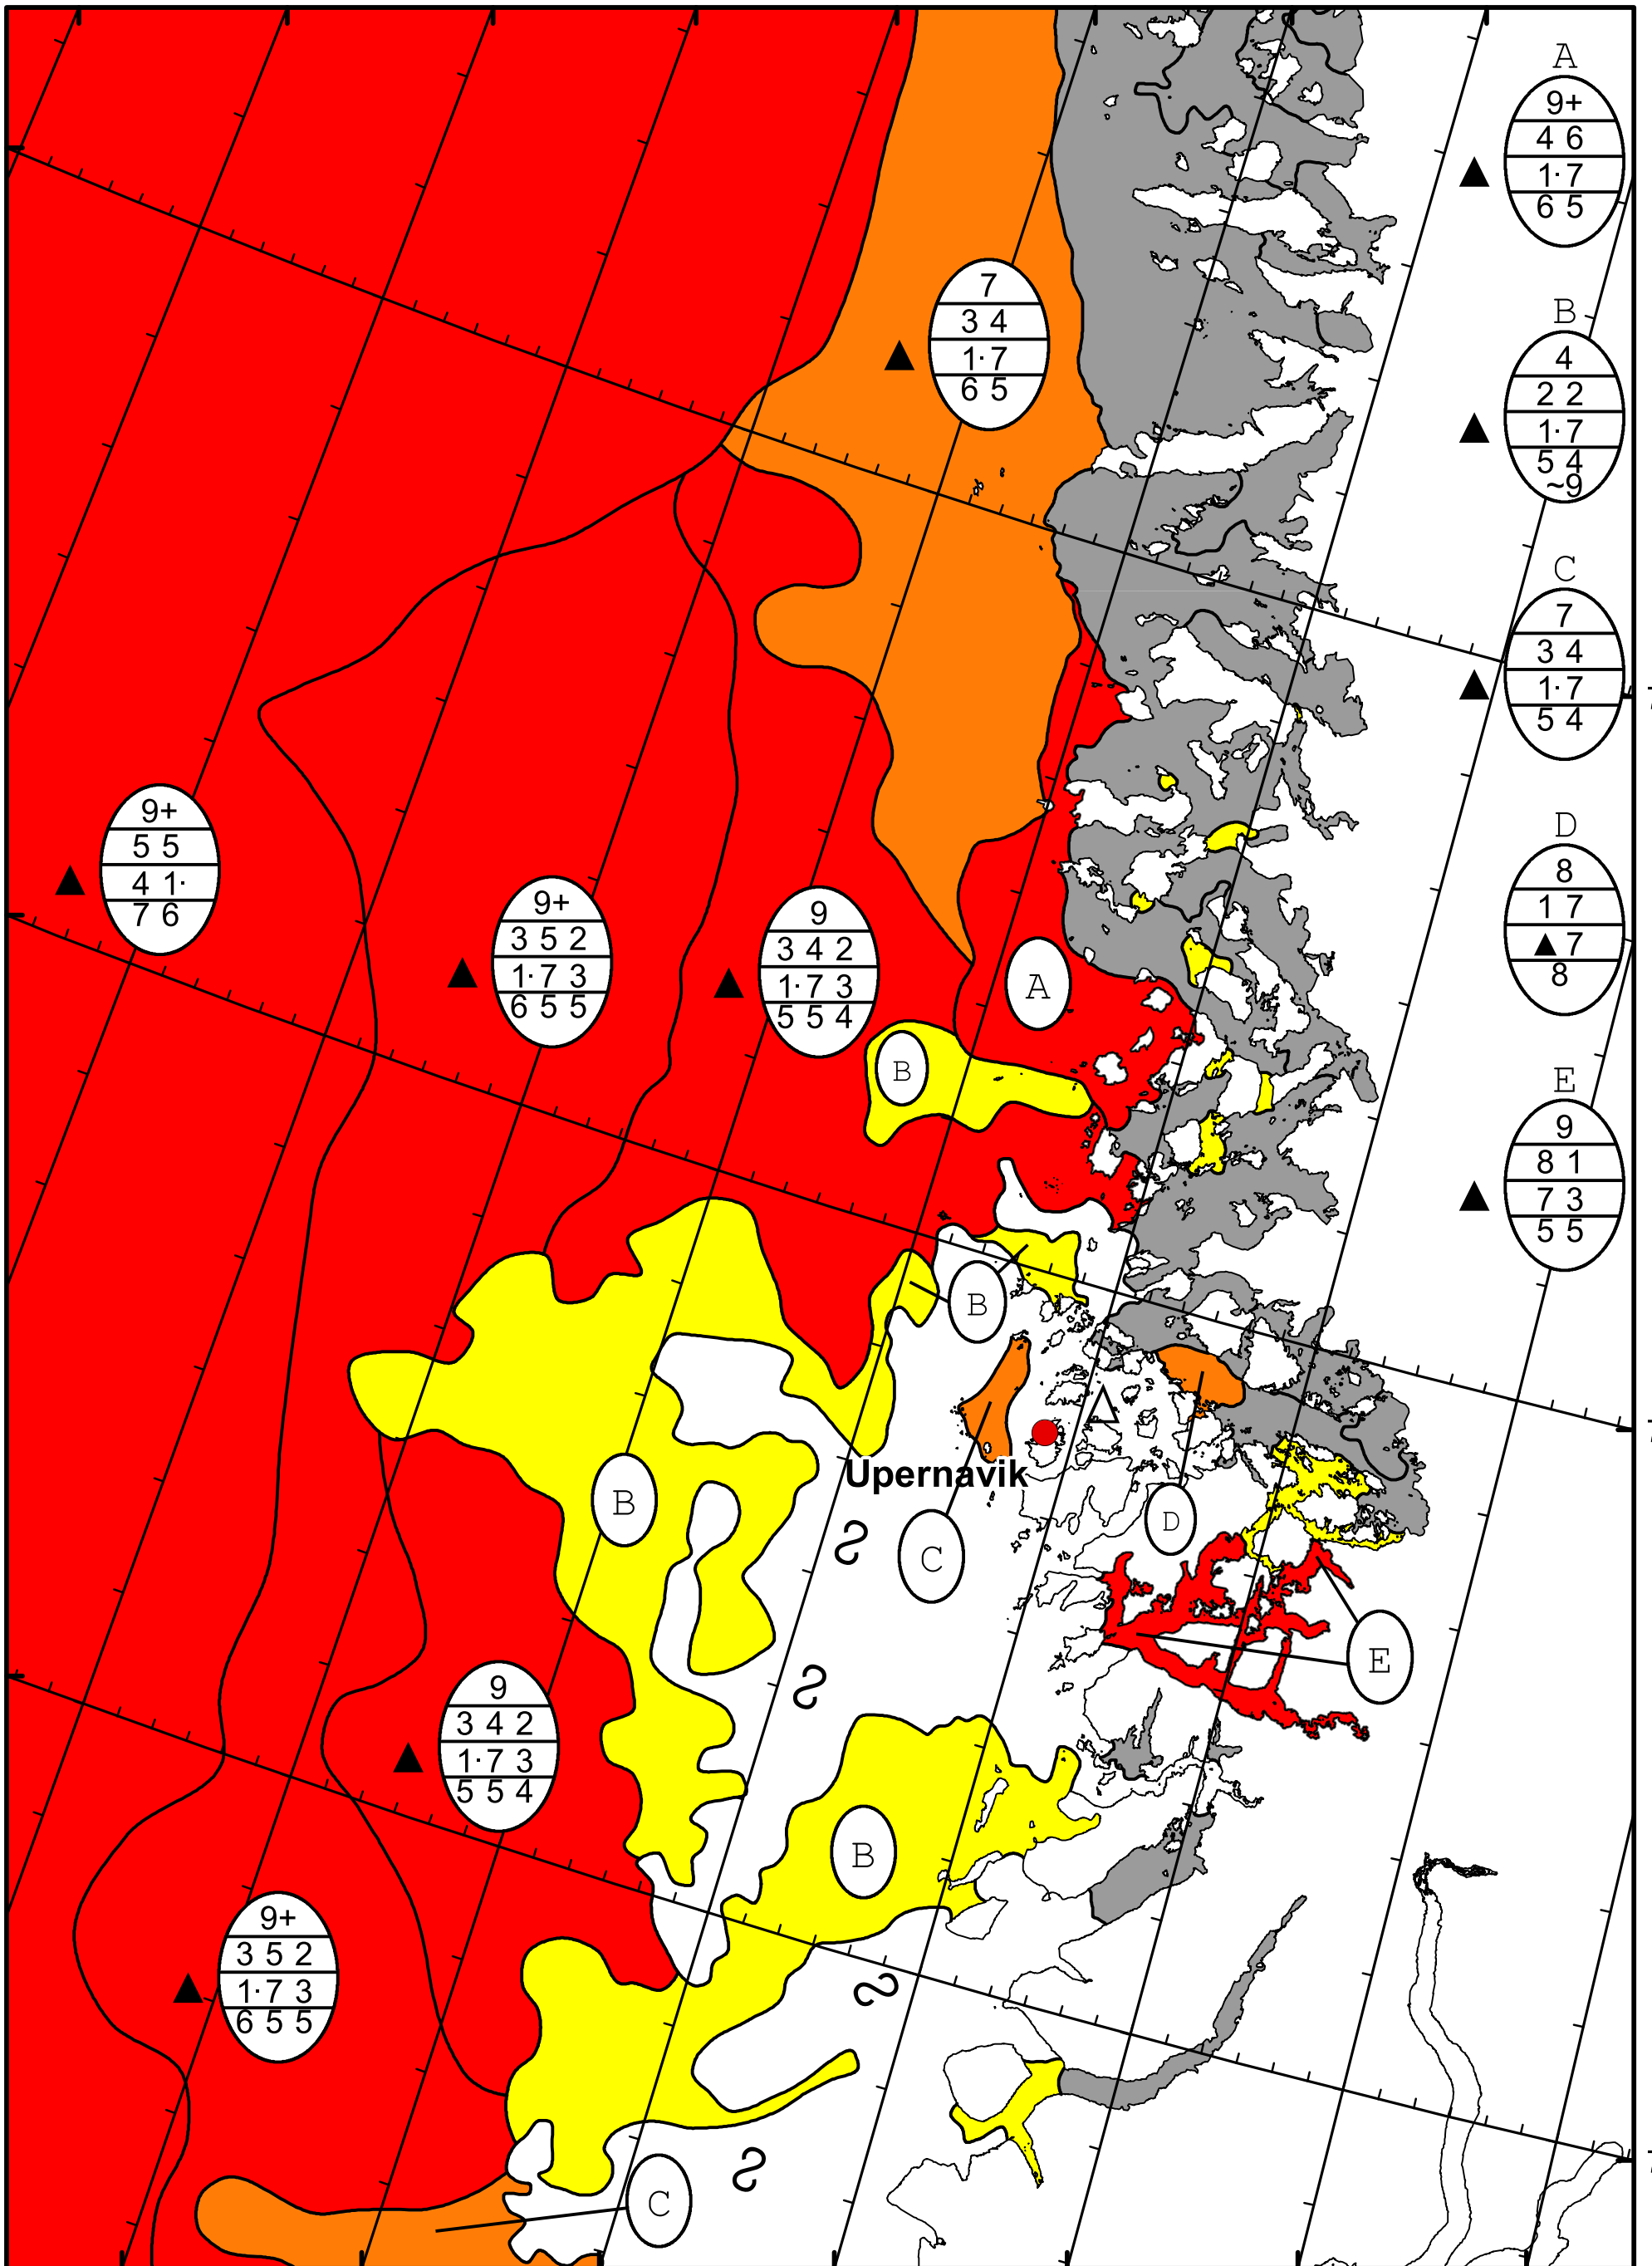 A
9+
4 6
1· 7
6 5
B
4
2 2
1· 7
5 4
~9
C
7
3 4
1· 7
5 4
D
8
1 7
▲ 7
8
E
9
8 1
7 3
5 5
7
3 4
1· 7
6 5
9+
5 5
4 1·
7 6
9+
3 5 2
1· 7 3
6 5 5
9
3 4 2
1· 7 3
5 5 4
A
B
B
Upernavik
B
C
D
E
9
3 4 2
1· 7 3
5 5 4
B
9+
3 5 2
1· 7 3
6 5 5
C